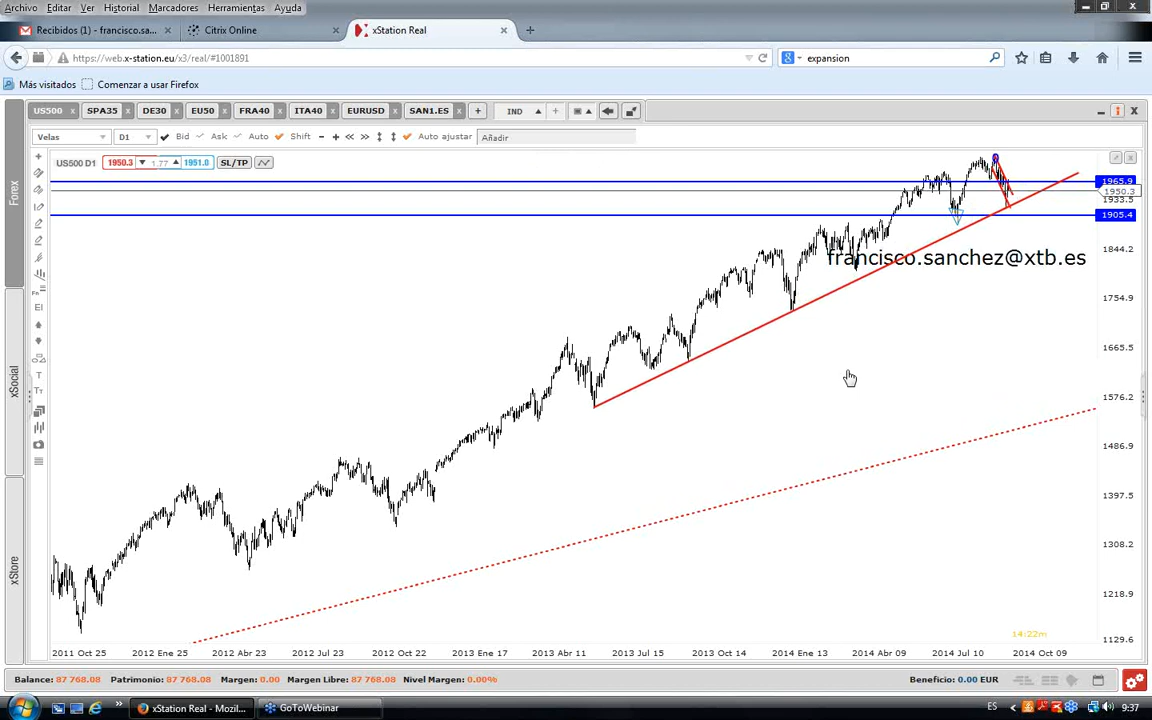 Archivo Editar Ver Historial Marcadores Herramientas Ayuda
Recibidos (1) - francisco.sa... × Citrix Online × xStation Real × +
https://web.x-station.eu/x3/real/#1001891 expansion
Más visitados Comenzar a usar Firefox
US500 × SPA35 × DE30 × EU50 × FRA40 × ITA40 × EURUSD × SAN1.ES × + IND
Velas D1 Bid Ask Auto Shift Auto ajustar Añadir
US500 D1 1950.3 1.77 1951.0 SL/TP
Forex
xSocial
xStore
EI
T
francisco.sanchez@xtb.es
1965.9
1950.3
1933.5
1905.4
1844.2
1754.9
1665.5
1576.2
1486.9
1397.5
1308.2
1218.9
1129.6
14:22m
2011 Oct 25 2012 Ene 25 2012 Abr 23 2012 Jul 23 2012 Oct 22 2013 Ene 17 2013 Abr 11 2013 Jul 15 2013 Oct 14 2014 Ene 13 2014 Abr 09 2014 Jul 10 2014 Oct 09
Balance: 87 768.08 Patrimonio: 87 768.08 Margen: 0.00 Margen Libre: 87 768.08 Nivel Margen: 0.00% Beneficio: 0.00 EUR
xStation Real - Mozil... GoToWebinar ES 9:37